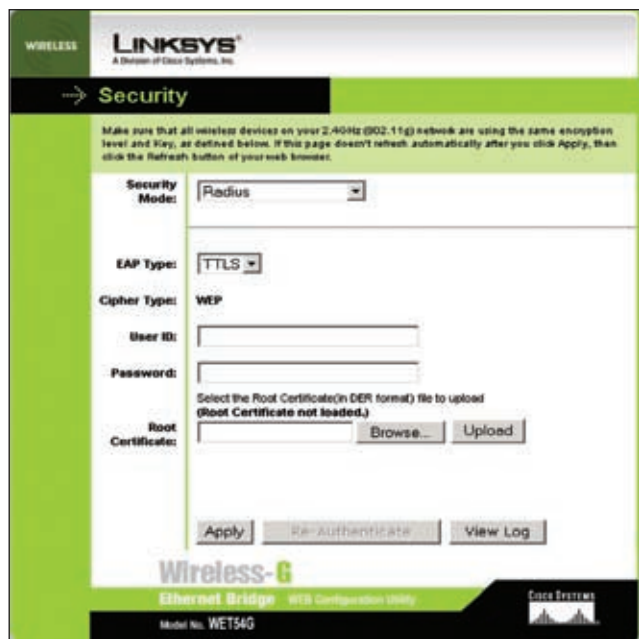 WIRELESS
LINKSYS®
A Division of Cisco Systems, Inc.
Security
Make sure that all wireless devices on your 2.4GHz (802.11g) network are using the same encryption
level and Key, as defined below. If this page doesn't refresh automatically after you click Apply, then
click the Refresh button of your web browser.
Security
Mode:
Radius
EAP Type:
TTLS
Cipher Type:
WEP
User ID:
Password:
Select the Root Certificate(in DER format) file to upload
(Root Certificate not loaded.)
Root
Certificate:
Browse...
Upload
Apply
Re-Authenticate
View Log
Wireless-G
Ethernet Bridge WEB Configuration Utility
Model No. WET54G
CISCO SYSTEMS